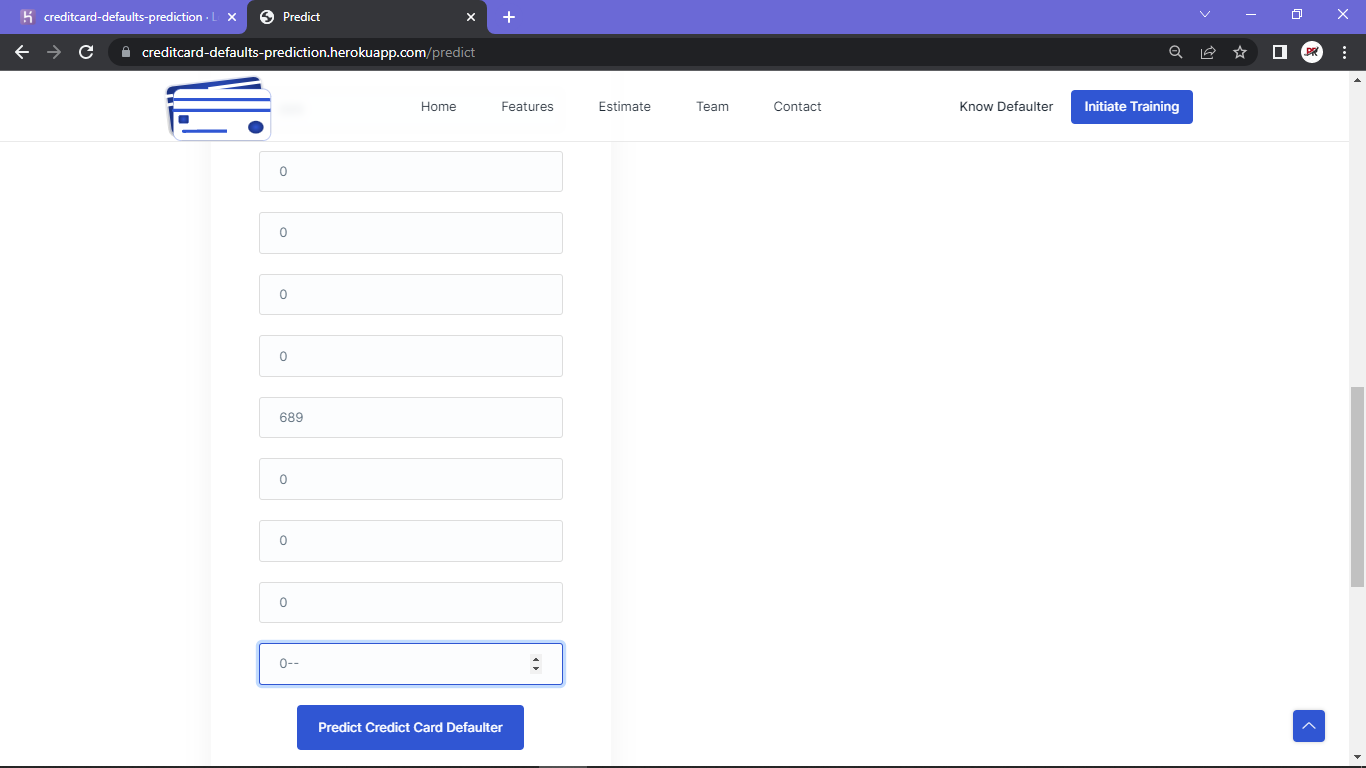 creditcard-defaults-prediction · L
Predict
creditcard-defaults-prediction.herokuapp.com/predict
Home Features Estimate Team Contact Know Defaulter Initiate Training
0
0
0
0
689
0
0
0
0--
Predict Credict Card Defaulter